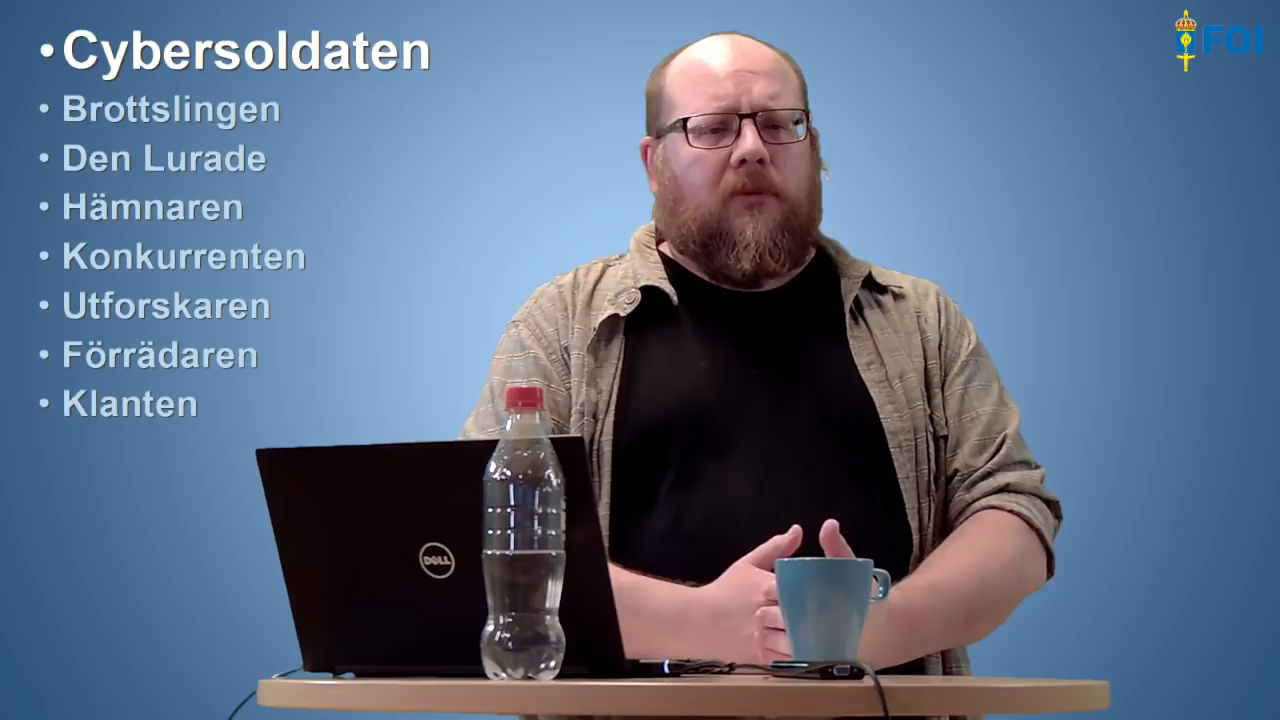 • Cybersoldaten
• Brottslingen
• Den Lurade
• Hämnaren
• Konkurrenten
• Utforskaren
• Förrädaren
• Klanten
FOI
DELL